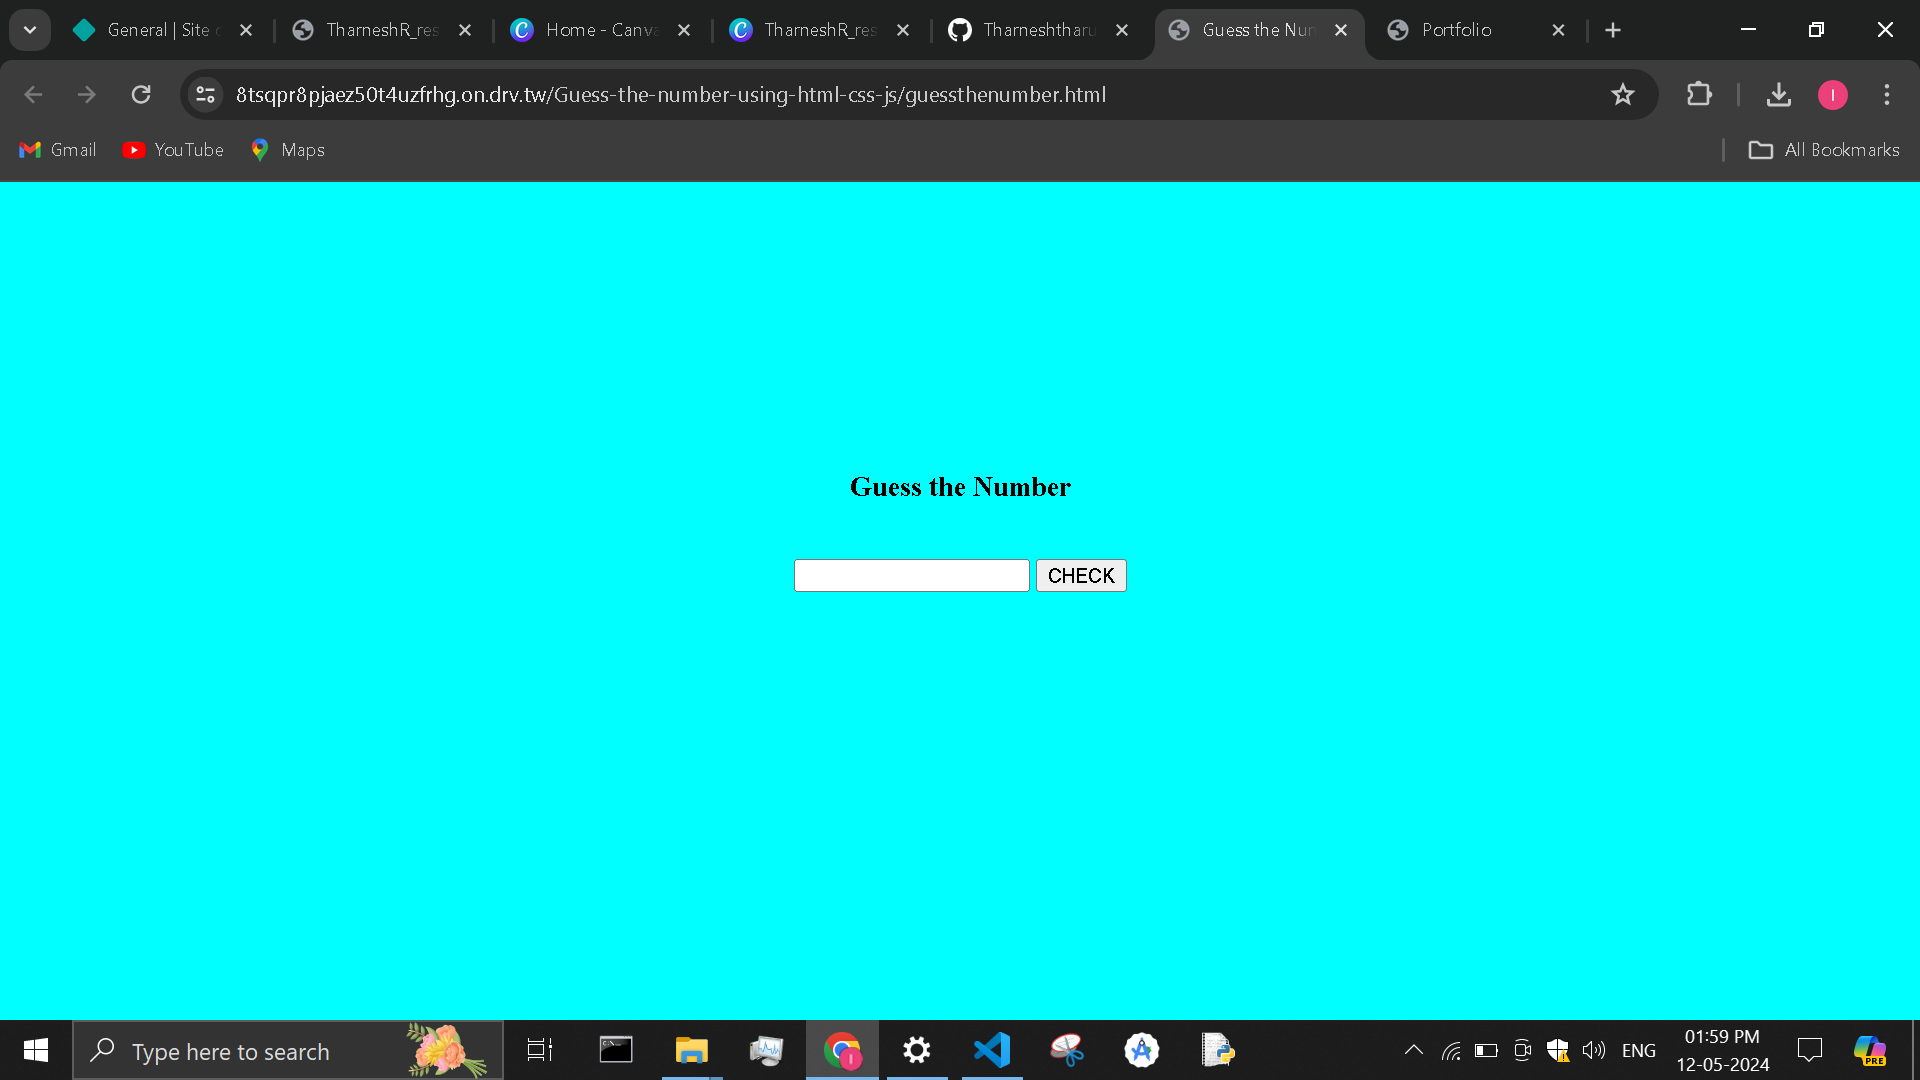 General | Site
TharneshR_res
Home - Canva
TharneshR_res
Tharneshtharu
Guess the Num
Portfolio
8tsqpr8pjaez50t4uzfrhg.on.drv.tw/Guess-the-number-using-html-css-js/guessthenumber.html
I
Gmail
YouTube
Maps
All Bookmarks
Guess the Number
CHECK
Type here to search
I
ENG
01:59 PM
12-05-2024
PRE